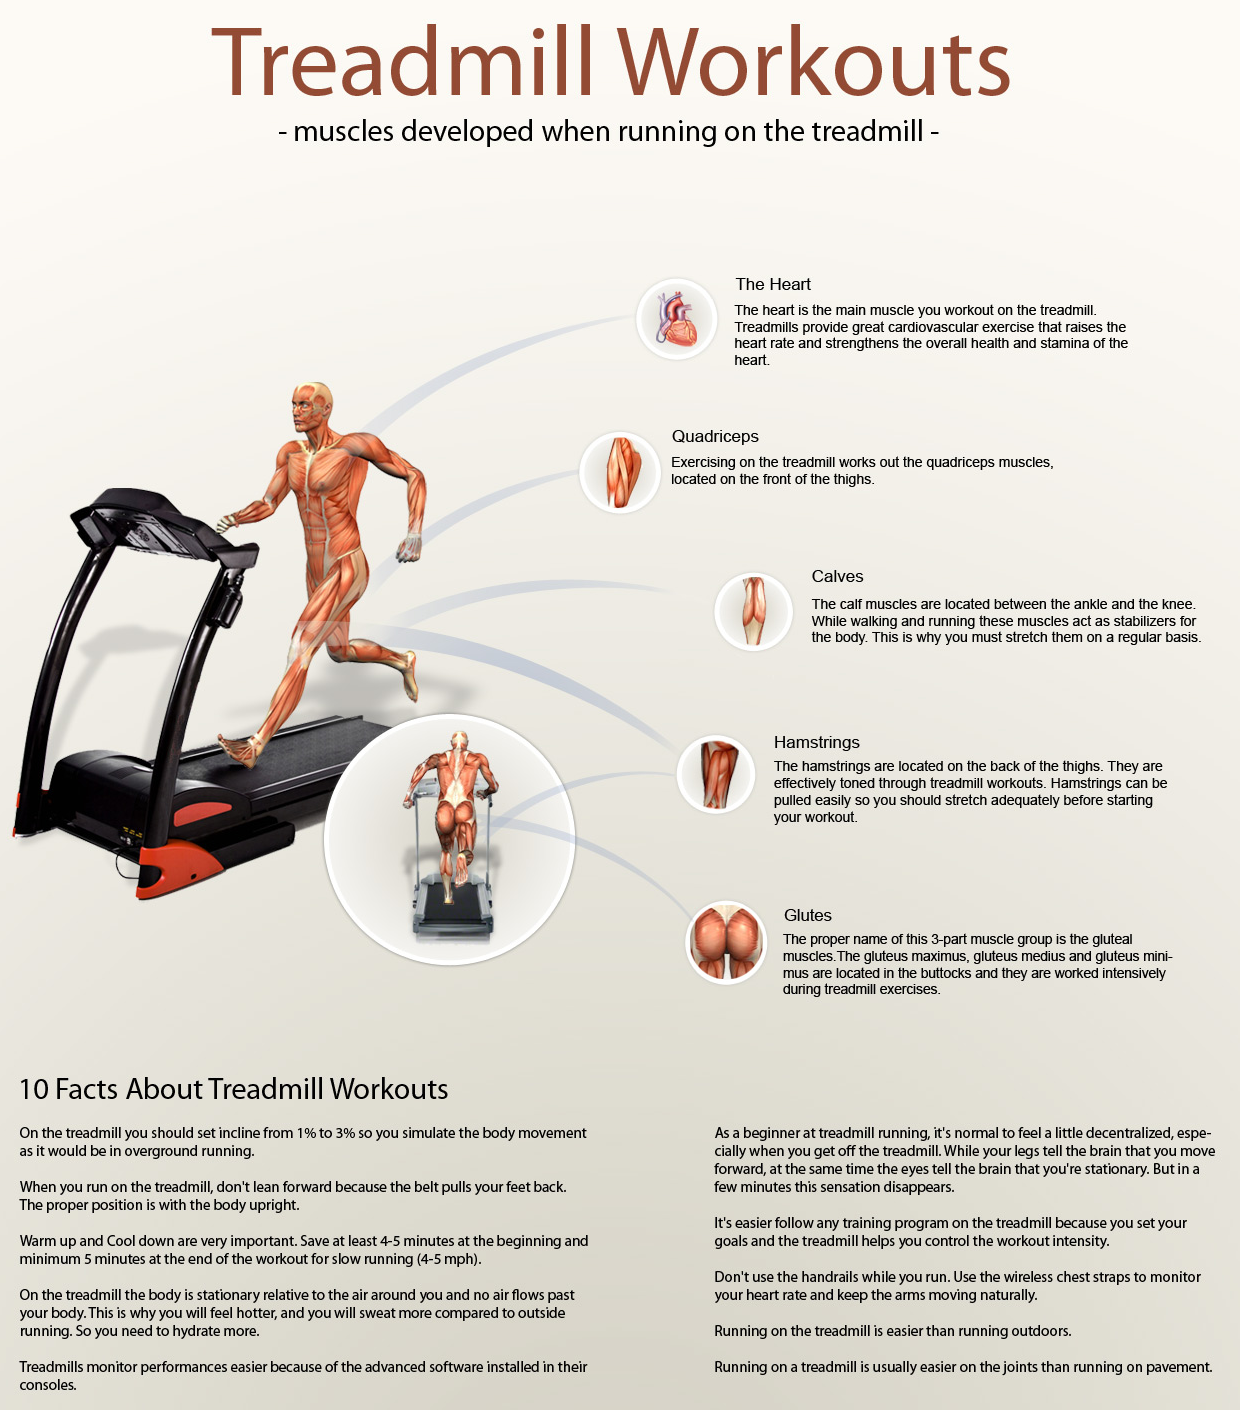 Treadmill Workouts
- muscles developed when running on the treadmill -
The Heart
The heart is the main muscle you workout on the treadmill.
Treadmills provide great cardiovascular exercise that raises the
heart rate and strengthens the overall health and stamina of the
heart.
Quadriceps
Exercising on the treadmill works out the quadriceps muscles,
located on the front of the thighs.
Calves
The calf muscles are located between the ankle and the knee.
While walking and running these muscles act as stabilizers for
the body. This is why you must stretch them on a regular basis.
Hamstrings
The hamstrings are located on the back of the thighs. They are
effectively toned through treadmill workouts. Hamstrings can be
pulled easily so you should stretch adequately before starting
your workout.
Glutes
The proper name of this 3-part muscle group is the gluteal
muscles.The gluteus maximus, gluteus medius and gluteus mini-
mus are located in the buttocks and they are worked intensively
during treadmill exercises.
10 Facts About Treadmill Workouts
On the treadmill you should set incline from 1% to 3% so you simulate the body movement
as it would be in overground running.
When you run on the treadmill, don't lean forward because the belt pulls your feet back.
The proper position is with the body upright.
Warm up and Cool down are very important. Save at least 4-5 minutes at the beginning and
minimum 5 minutes at the end of the workout for slow running (4-5 mph).
On the treadmill the body is stationary relative to the air around you and no air flows past
your body. This is why you will feel hotter, and you will sweat more compared to outside
running. So you need to hydrate more.
Treadmills monitor performances easier because of the advanced software installed in their
consoles.
As a beginner at treadmill running, it's normal to feel a little decentralized, espe-
cially when you get off the treadmill. While your legs tell the brain that you move
forward, at the same time the eyes tell the brain that you're stationary. But in a
few minutes this sensation disappears.
It's easier follow any training program on the treadmill because you set your
goals and the treadmill helps you control the workout intensity.
Don't use the handrails while you run. Use the wireless chest straps to monitor
your heart rate and keep the arms moving naturally.
Running on the treadmill is easier than running outdoors.
Running on a treadmill is usually easier on the joints than running on pavement.